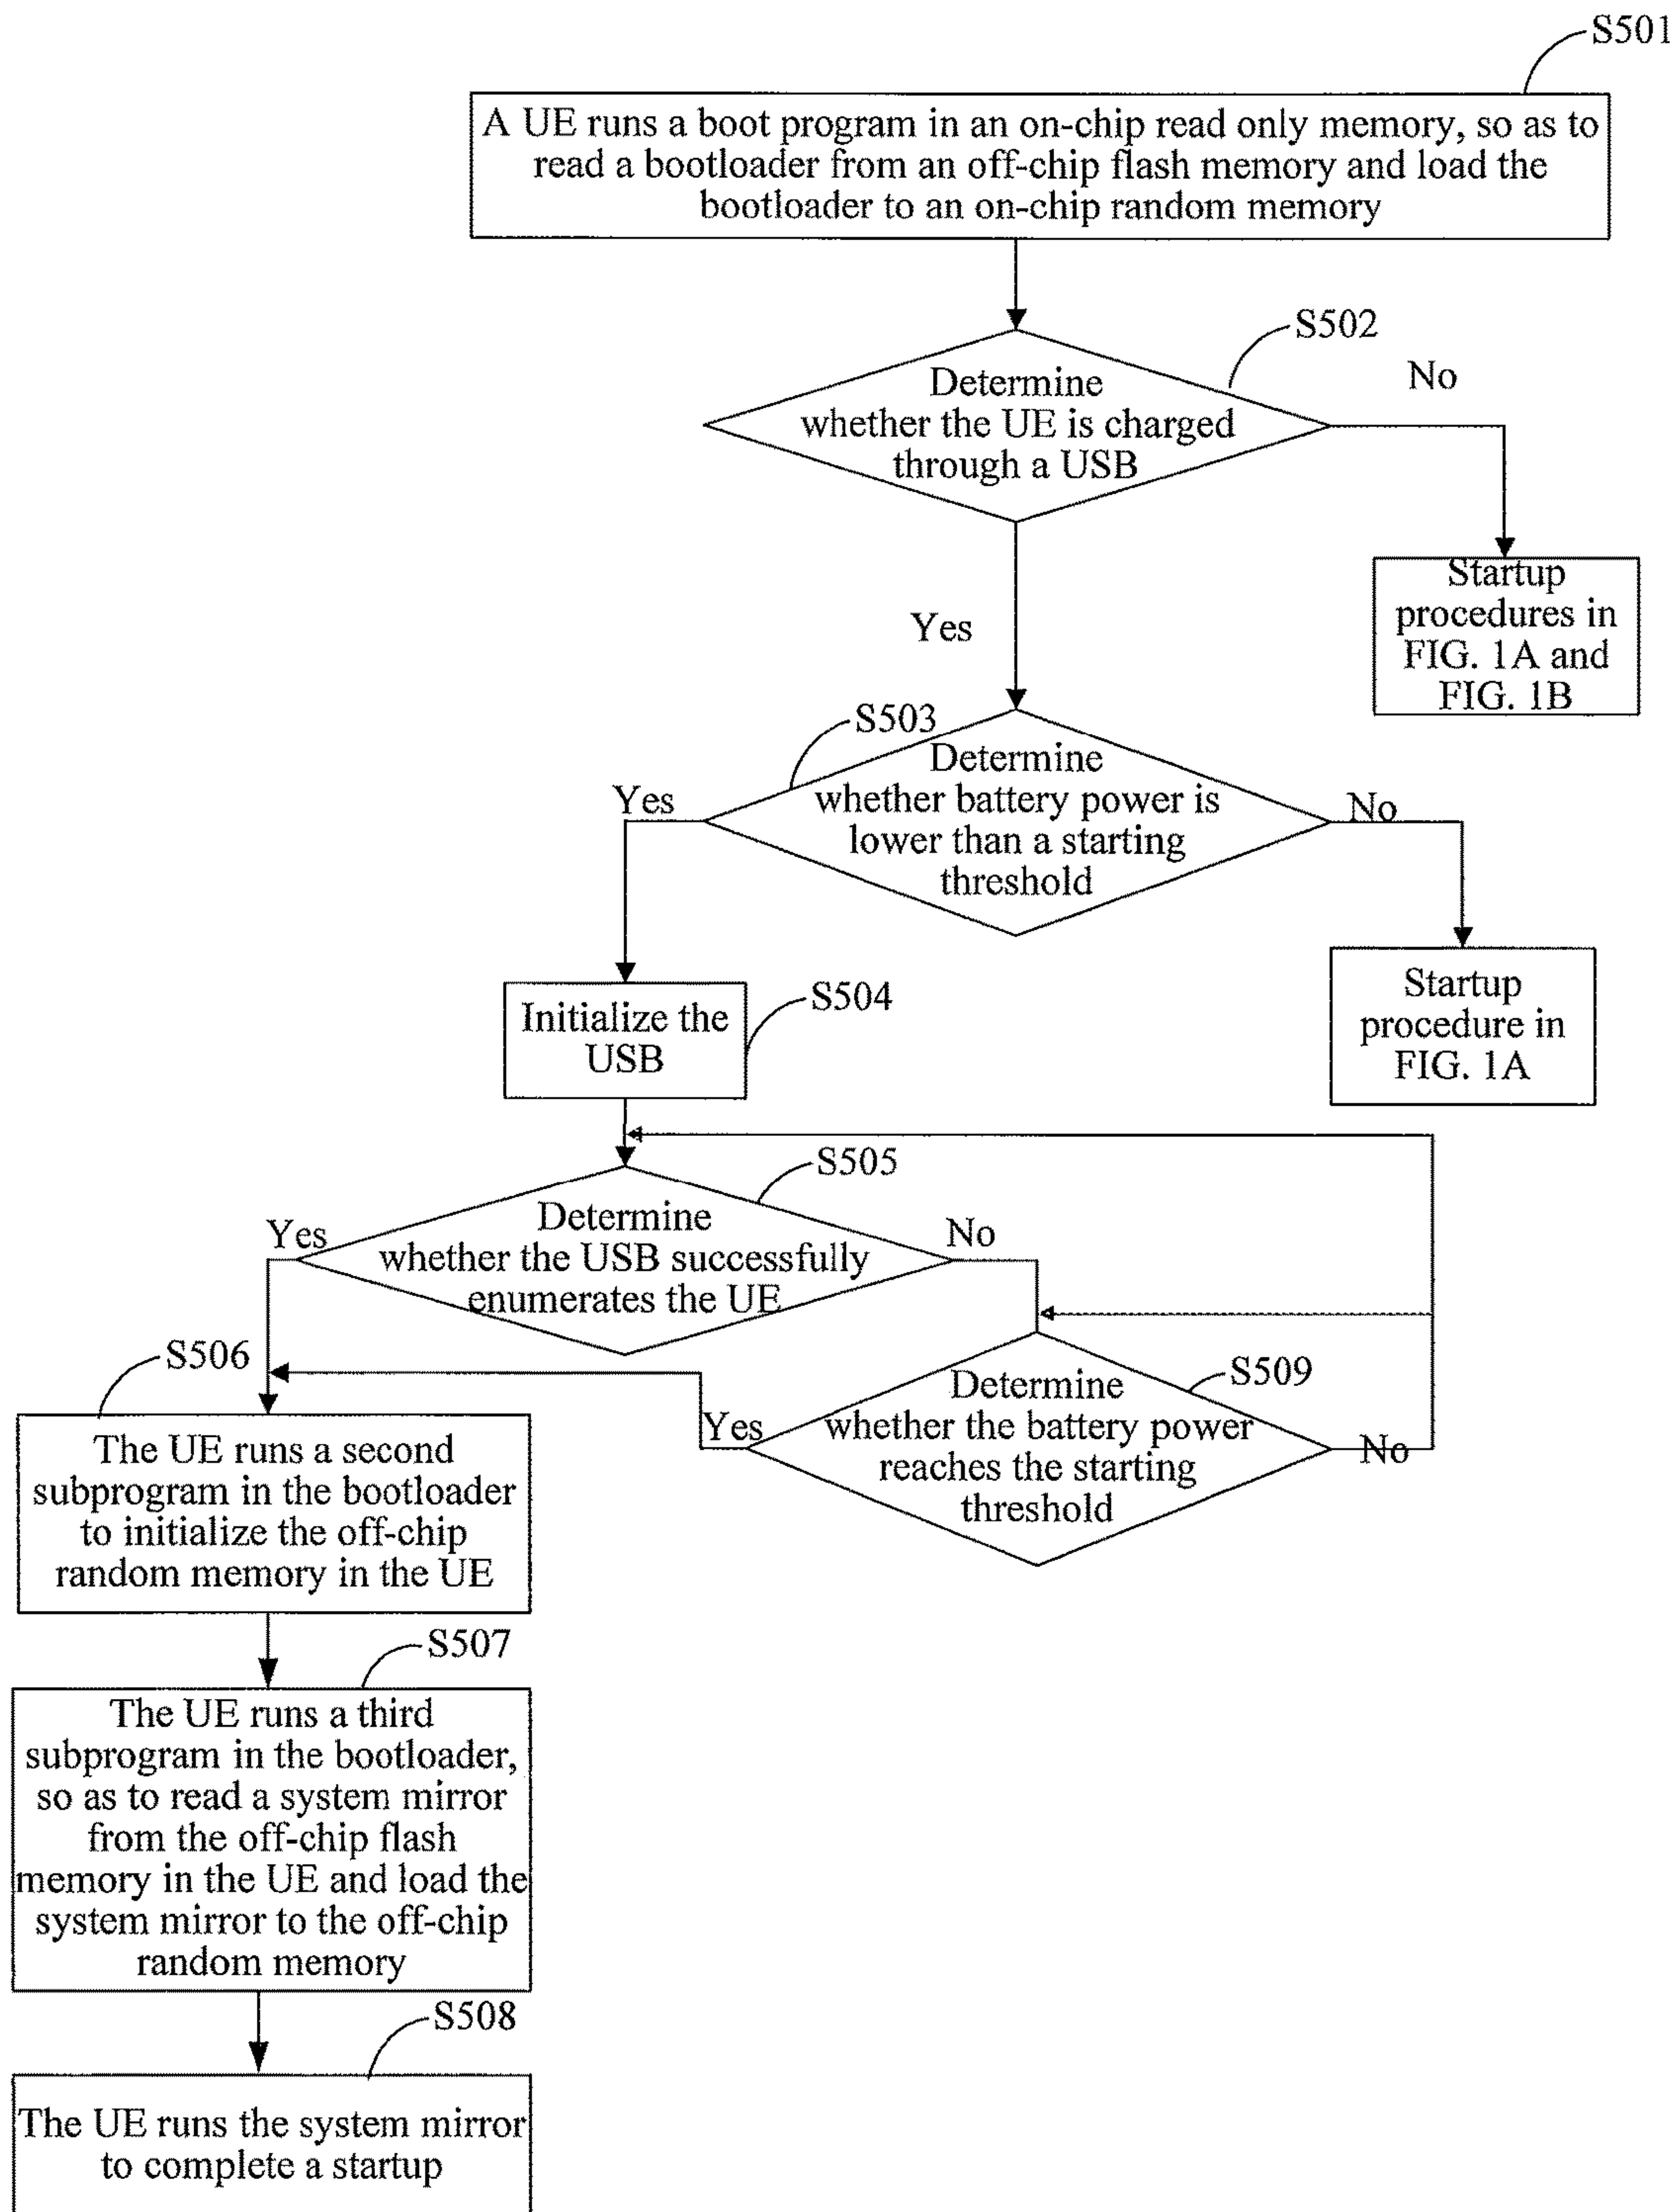 S501
A UE runs a boot program in an on-chip read only memory, so as to
read a bootloader from an off-chip flash memory and load the
bootloader to an on-chip random memory
S502
No
Determine
whether the UE is charged
through a USB
Startup
procedures in
FIG. 1A and
FIG. 1B
Yes
S503
Determine
whether battery power is
lower than a starting
threshold
Yes
No
Startup
procedure in
FIG. 1A
S504
Initialize the
USB
S505
Determine
whether the USB successfully
enumerates the UE
Yes
No
S509
Determine
whether the battery power
reaches the starting
threshold
Yes
No
S506
The UE runs a second
subprogram in the bootloader
to initialize the off-chip
random memory in the UE
S507
The UE runs a third
subprogram in the bootloader,
so as to read a system mirror
from the off-chip flash
memory in the UE and load the
system mirror to the off-chip
random memory
S508
The UE runs the system mirror
to complete a startup